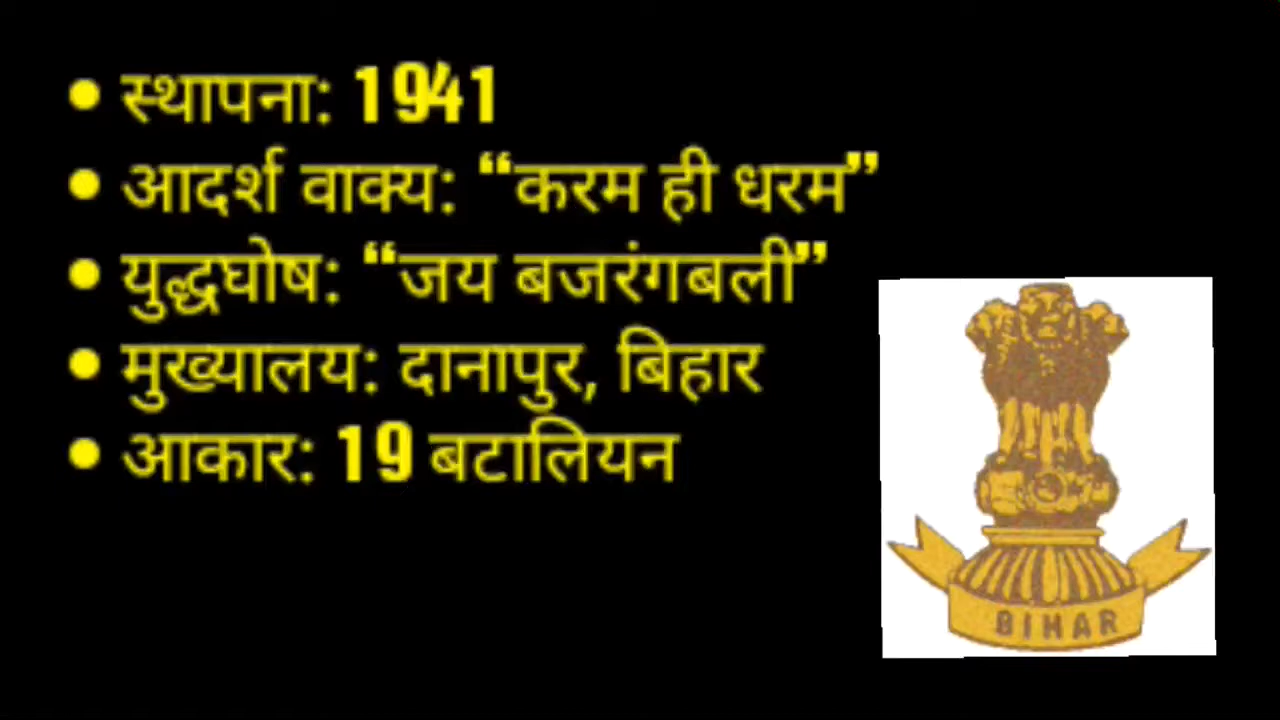 • स्थापना: 1941
• आदर्श वाक्य: “करम ही धरम”
• युद्धघोष: “जय बजरंगबली”
• मुख्यालय: दानापुर, बिहार
• आकार: 19 बटालियन
BIHAR